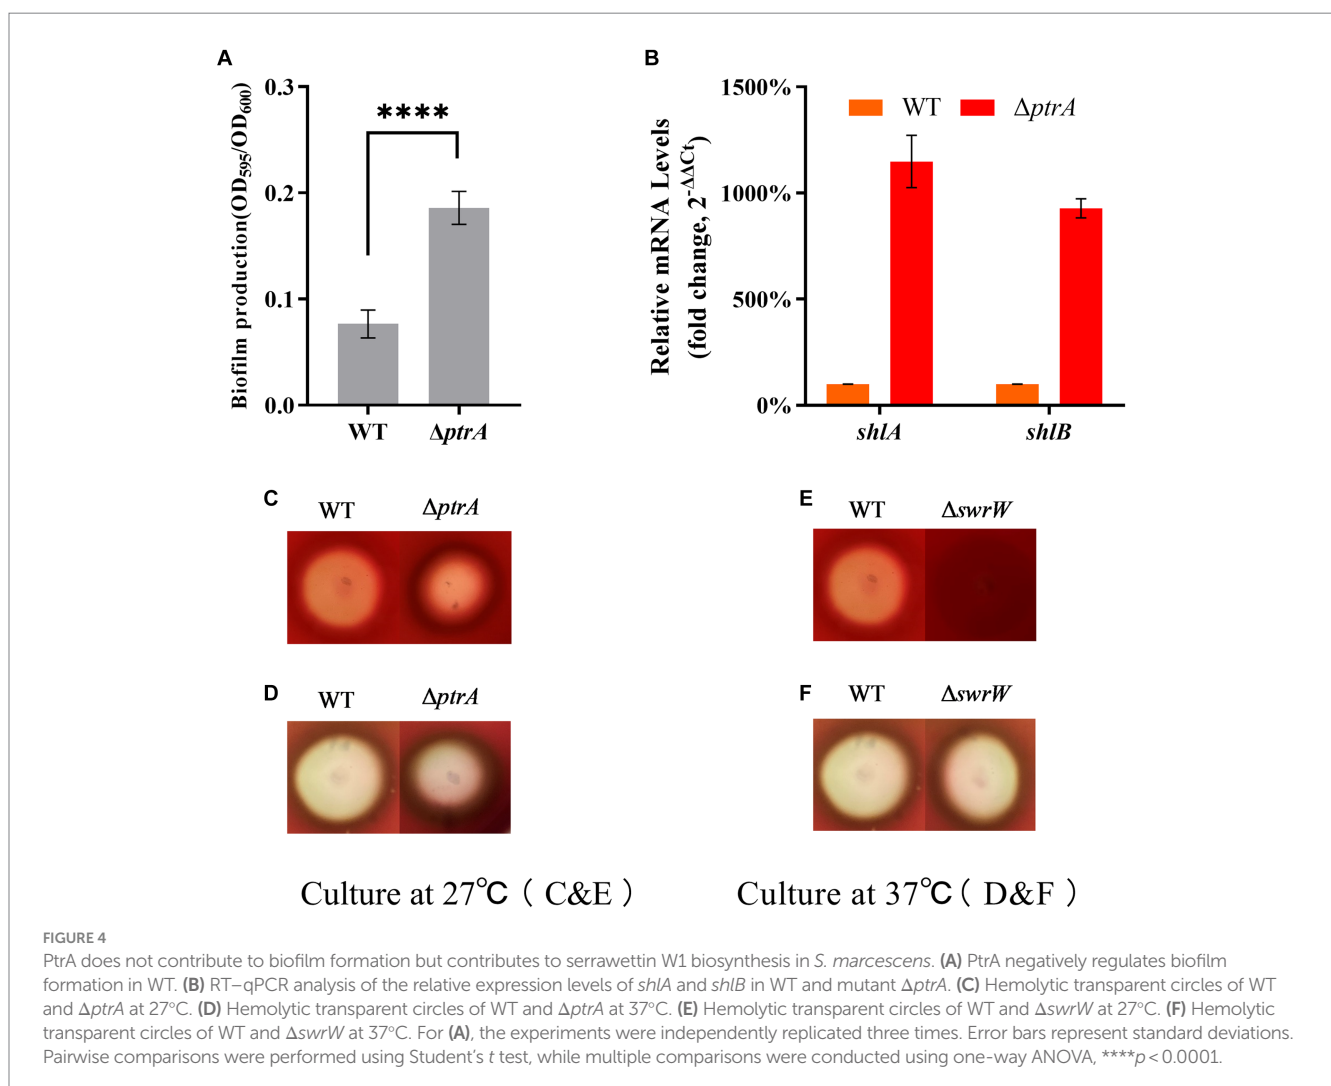 A
Biofilm production(OD595/OD600)
0.3
0.2
0.1
0.0
****
WT ΔptrA
B
Relative mRNA Levels
(fold change, 2-ΔΔCt)
1500%
1000%
500%
0%
WT ΔptrA
shlA shlB
C
WT ΔptrA
E
WT ΔswrW
D
WT ΔptrA
F
WT ΔswrW
Culture at 27℃（ C&E ）
Culture at 37℃（ D&F ）
FIGURE 4
PtrA does not contribute to biofilm formation but contributes to serrawettin W1 biosynthesis in S. marcescens. (A) PtrA negatively regulates biofilm
formation in WT. (B) RT–qPCR analysis of the relative expression levels of shlA and shlB in WT and mutant ΔptrA. (C) Hemolytic transparent circles of WT
and ΔptrA at 27°C. (D) Hemolytic transparent circles of WT and ΔptrA at 37°C. (E) Hemolytic transparent circles of WT and ΔswrW at 27°C. (F) Hemolytic
transparent circles of WT and ΔswrW at 37°C. For (A), the experiments were independently replicated three times. Error bars represent standard deviations.
Pairwise comparisons were performed using Student's t test, while multiple comparisons were conducted using one-way ANOVA, ****p<0.0001.